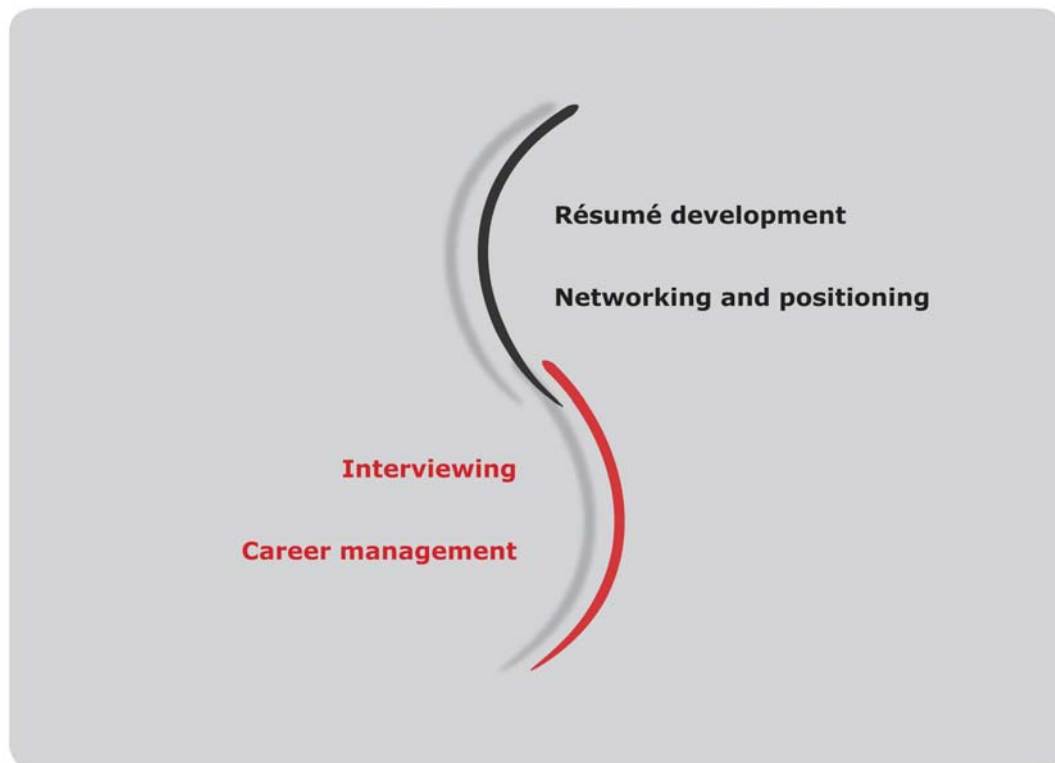 Résumé development
Networking and positioning
Interviewing
Career management